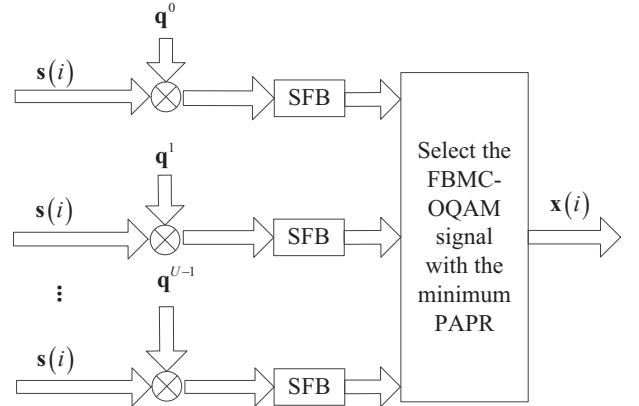 q^0
s(i)
SFB
q^1
s(i)
SFB
Select the
FBMC-
OQAM
signal
with the
minimum
PAPR
x(i)
⋮
q^{U-1}
s(i)
SFB